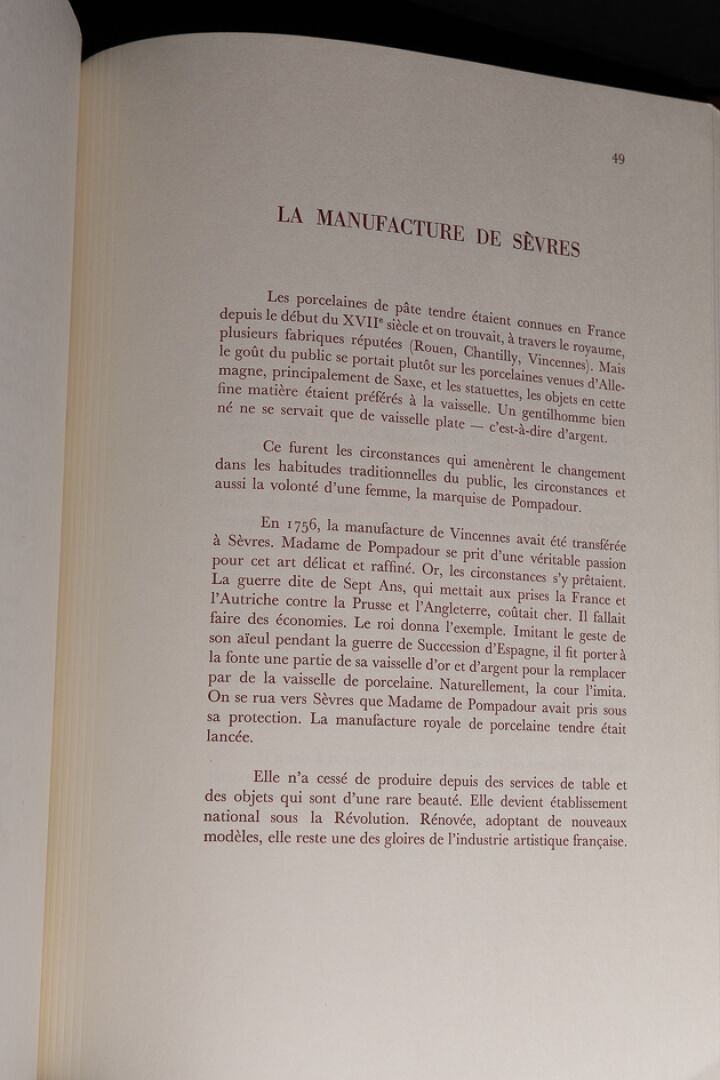 49
LA MANUFACTURE DE SÈVRES
Les porcelaines de pâte tendre étaient connues en France
depuis le début du XVIIᵉ siècle et on trouvait, à travers le royaume,
plusieurs fabriques réputées (Rouen, Chantilly, Vincennes). Mais
le goût du public se portait plutôt sur les porcelaines venues d'Alle-
magne, principalement de Saxe, et les statuettes, les objets en cette
fine matière étaient préférés à la vaisselle. Un gentilhomme bien
né ne se servait que de vaisselle plate — c'est-à-dire d'argent.
Ce furent les circonstances qui amenèrent le changement
dans les habitudes traditionnelles du public, les circonstances et
aussi la volonté d'une femme, la marquise de Pompadour.
En 1756, la manufacture de Vincennes avait été transférée
à Sèvres. Madame de Pompadour se prit d'une véritable passion
pour cet art délicat et raffiné. Or, les circonstances s'y prêtaient.
La guerre dite de Sept Ans, qui mettait aux prises la France et
l'Autriche contre la Prusse et l'Angleterre, coûtait cher. Il fallait
faire des économies. Le roi donna l'exemple. Imitant le geste de
son aïeul pendant la guerre de Succession d'Espagne, il fit porter à
la fonte une partie de sa vaisselle d'or et d'argent pour la remplacer
par de la vaisselle de porcelaine. Naturellement, la cour l'imita.
On se rua vers Sèvres que Madame de Pompadour avait pris sous
sa protection. La manufacture royale de porcelaine tendre était
lancée.
Elle n'a cessé de produire depuis des services de table et
des objets qui sont d'une rare beauté. Elle devient établissement
national sous la Révolution. Rénovée, adoptant de nouveaux
modèles, elle reste une des gloires de l'industrie artistique française.